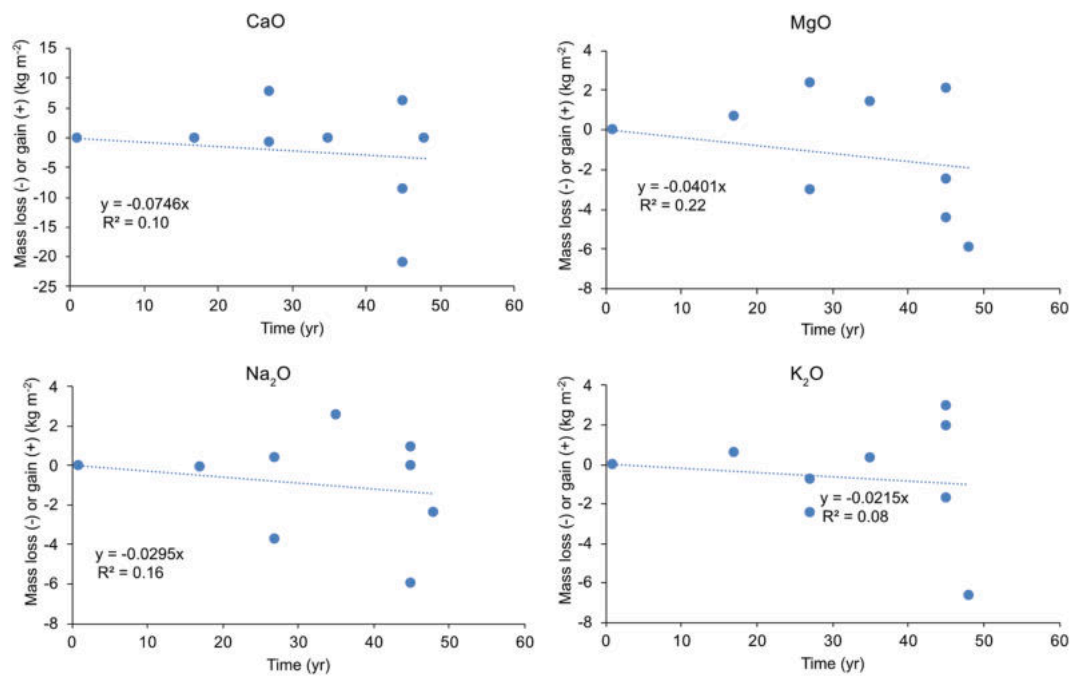 CaO
Mass loss (-) or gain (+) (kg m⁻²)
15
10
5
0
-5
-10
-15
-20
-25
y = -0.0746x
R² = 0.10
0 10 20 30 40 50 60
Time (yr)
MgO
Mass loss (-) or gain (+) (kg m⁻²)
4
2
0
-2
-4
-6
-8
y = -0.0401x
R² = 0.22
0 10 20 30 40 50 60
Time (yr)
Na₂O
Mass loss (-) or gain (+) (kg m⁻²)
4
2
0
-2
-4
-6
-8
y = -0.0295x
R² = 0.16
0 10 20 30 40 50 60
Time (yr)
K₂O
Mass loss (-) or gain (+) (kg m⁻²)
4
2
0
-2
-4
-6
-8
y = -0.0215x
R² = 0.08
0 10 20 30 40 50 60
Time (yr)